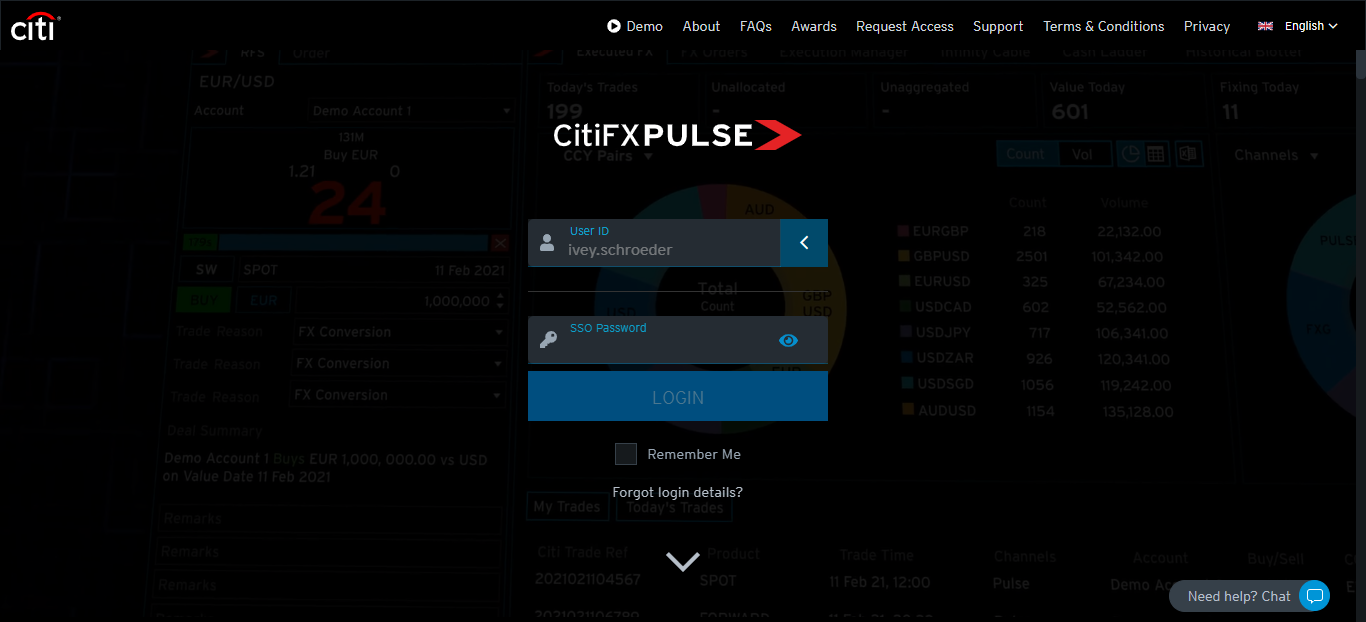 citi
Demo About FAQs Awards Request Access Support Terms & Conditions Privacy English
RFS Order
Executed FX FX Orders Execution Manager Infinity Cable Cash Ladder Historical Blotter
EUR/USD
Account Demo Account 1
131M
Buy EUR
1.21 0
24
SW SPOT 11 Feb 2021
BUY EUR 1,000,000
Trade Reason FX Conversion
Trade Reason FX Conversion
Trade Reason FX Conversion
Deal Summary
Demo Account 1 Buys EUR 1,000, 000.00 vs USD
on Value Date 11 Feb 2021
Remarks
Remarks
Remarks
Today's Trades Unallocated Unaggregated Value Today Fixing Today
199 - - 601 11
CitiFXPULSE
CCY Pairs Count Vol Channels
AUD
Total
Count
GBP
USD
USD
EUR
Count Volume
EURGBP 218 22,132.00
GBPUSD 2501 101,342.00
EURUSD 325 67,234.00
USDCAD 602 52,562.00
USDJPY 717 106,341.00
USDZAR 926 120,341.00
USDSGD 1056 119,242.00
AUDUSD 1154 135,128.00
PULSE
FXG
User ID
ivey.schroeder
SSO Password
LOGIN
Remember Me
Forgot login details?
My Trades Today's Trades
Citi Trade Ref Product Trade Time Channels Account Buy/Sell
2021021104567 SPOT 11 Feb 21, 12:00 Pulse Demo Ac
Need help? Chat